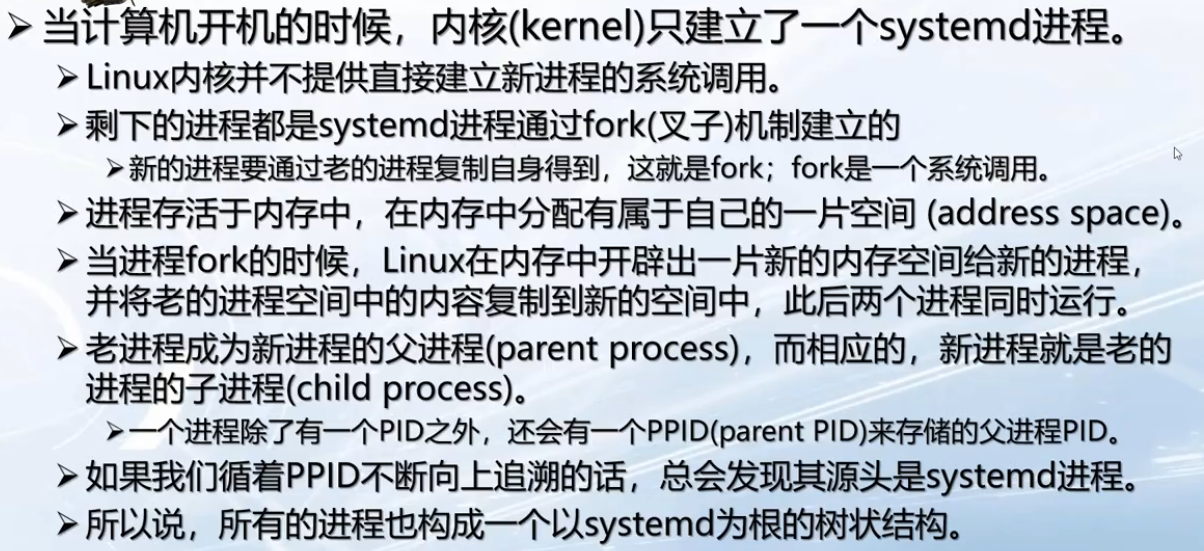 ➢ 当计算机开机的时候，内核(kernel)只建立了一个systemd进程。
➢ Linux内核并不提供直接建立新进程的系统调用。
➢ 剩下的进程都是systemd进程通过fork(叉子)机制建立的
➢ 新的进程要通过老的进程复制自身得到，这就是fork；fork是一个系统调用。
➢ 进程存活于内存中，在内存中分配有属于自己的一片空间 (address space)。
➢ 当进程fork的时候，Linux在内存中开辟出一片新的内存空间给新的进程，
并将老的进程空间中的内容复制到新的空间中，此后两个进程同时运行。
➢ 老进程成为新进程的父进程(parent process)，而相应的，新进程就是老的
进程的子进程(child process)。
➢ 一个进程除了有一个PID之外，还会有一个PPID(parent PID)来存储的父进程PID。
➢ 如果我们循着PPID不断向上追溯的话，总会发现其源头是systemd进程。
➢ 所以说，所有的进程也构成一个以systemd为根的树状结构。